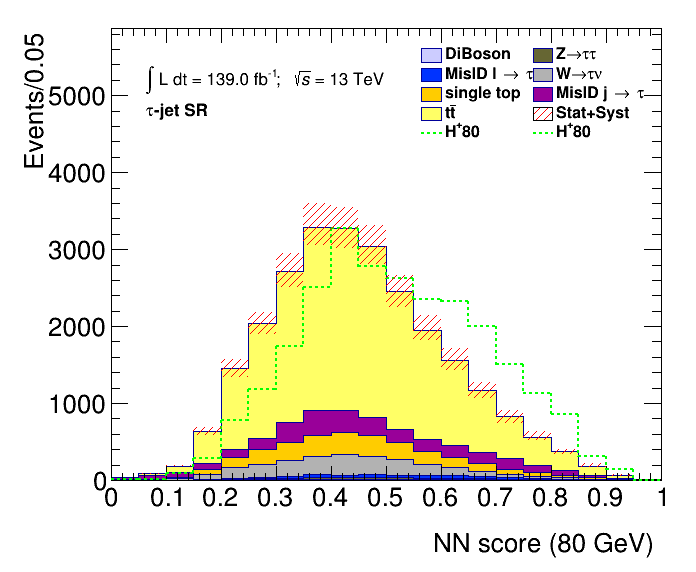 Events/0.05
∫ L dt = 139.0 fb⁻¹; √s = 13 TeV
τ-jet SR
DiBoson
Z→ττ
MisID l → τ
W→τν
single top
MisID j → τ
tt̄
Stat+Syst
H⁺80
H⁺80
5000
4000
3000
2000
1000
0
0 0.1 0.2 0.3 0.4 0.5 0.6 0.7 0.8 0.9 1
NN score (80 GeV)